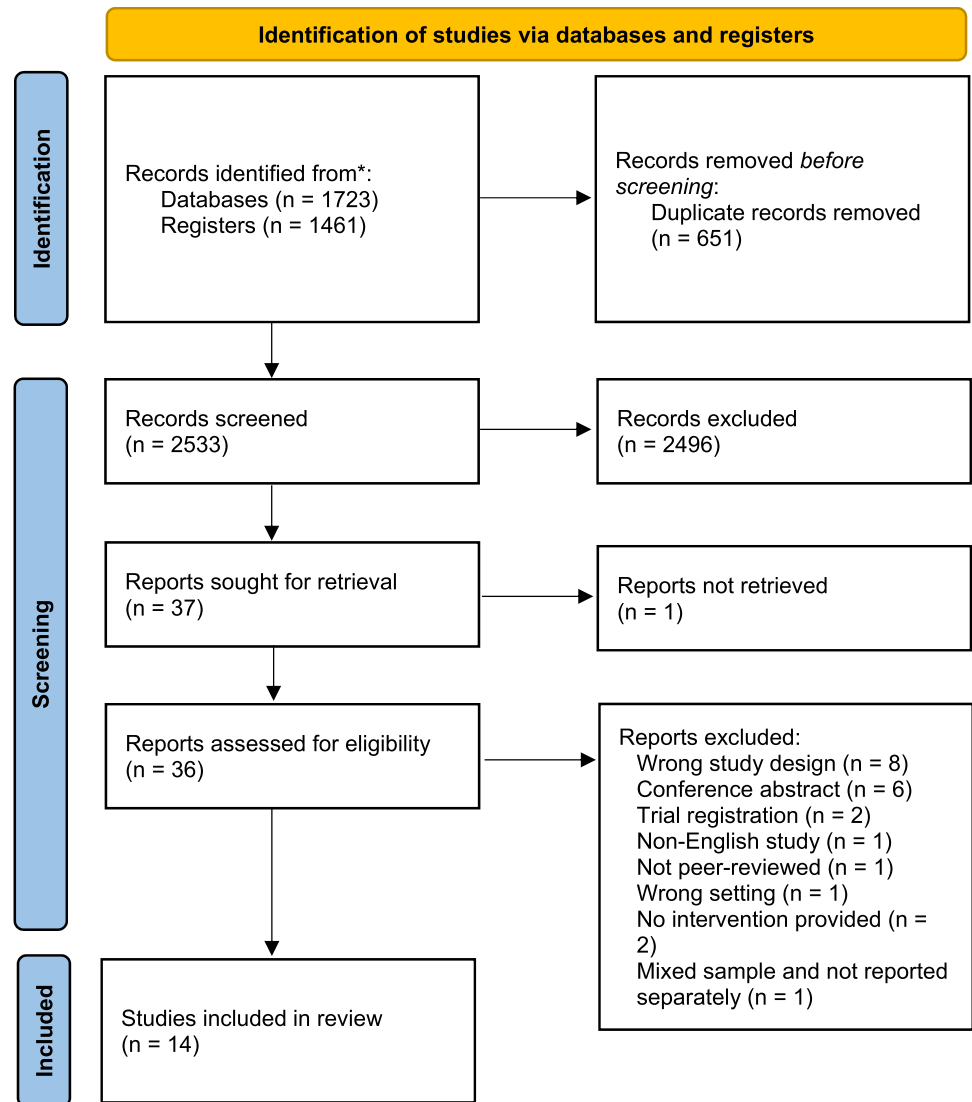 Identification of studies via databases and registers
Identification
Records identified from*:
Databases (n = 1723)
Registers (n = 1461)
Records removed before
screening:
Duplicate records removed
(n = 651)
Screening
Records screened
(n = 2533)
Records excluded
(n = 2496)
Reports sought for retrieval
(n = 37)
Reports not retrieved
(n = 1)
Reports assessed for eligibility
(n = 36)
Reports excluded:
Wrong study design (n = 8)
Conference abstract (n = 6)
Trial registration (n = 2)
Non-English study (n = 1)
Not peer-reviewed (n = 1)
Wrong setting (n = 1)
No intervention provided (n =
2)
Mixed sample and not reported
separately (n = 1)
Included
Studies included in review
(n = 14)